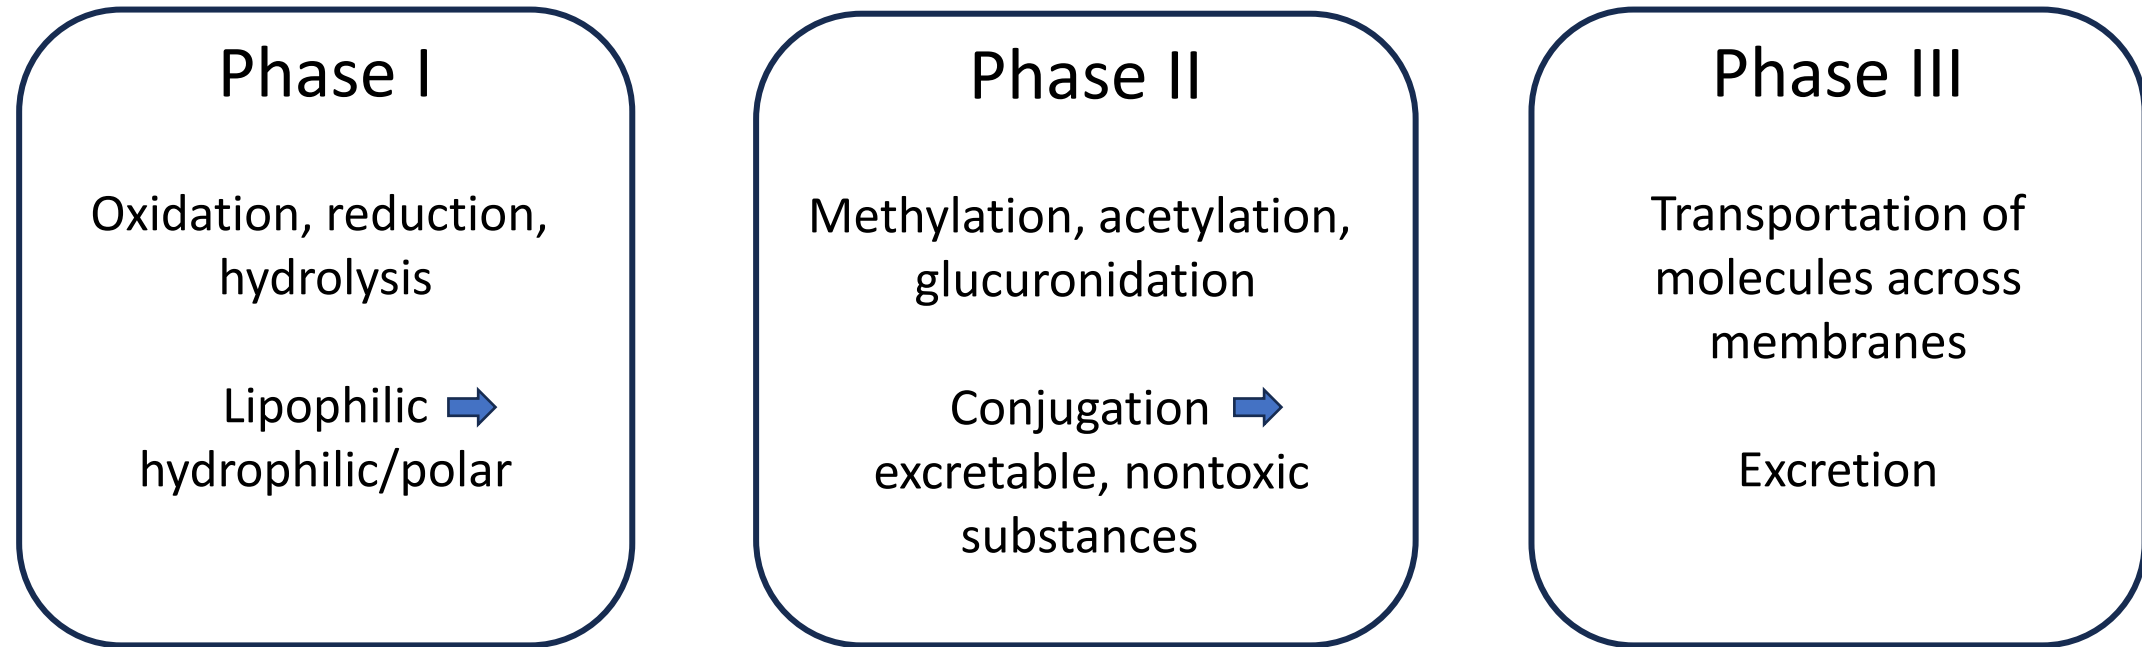 Phase I
Oxidation, reduction,
hydrolysis
Lipophilic
hydrophilic/polar
Phase II
Methylation, acetylation,
glucuronidation
Conjugation
excretable, nontoxic
substances
Phase III
Transportation of
molecules across
membranes
Excretion